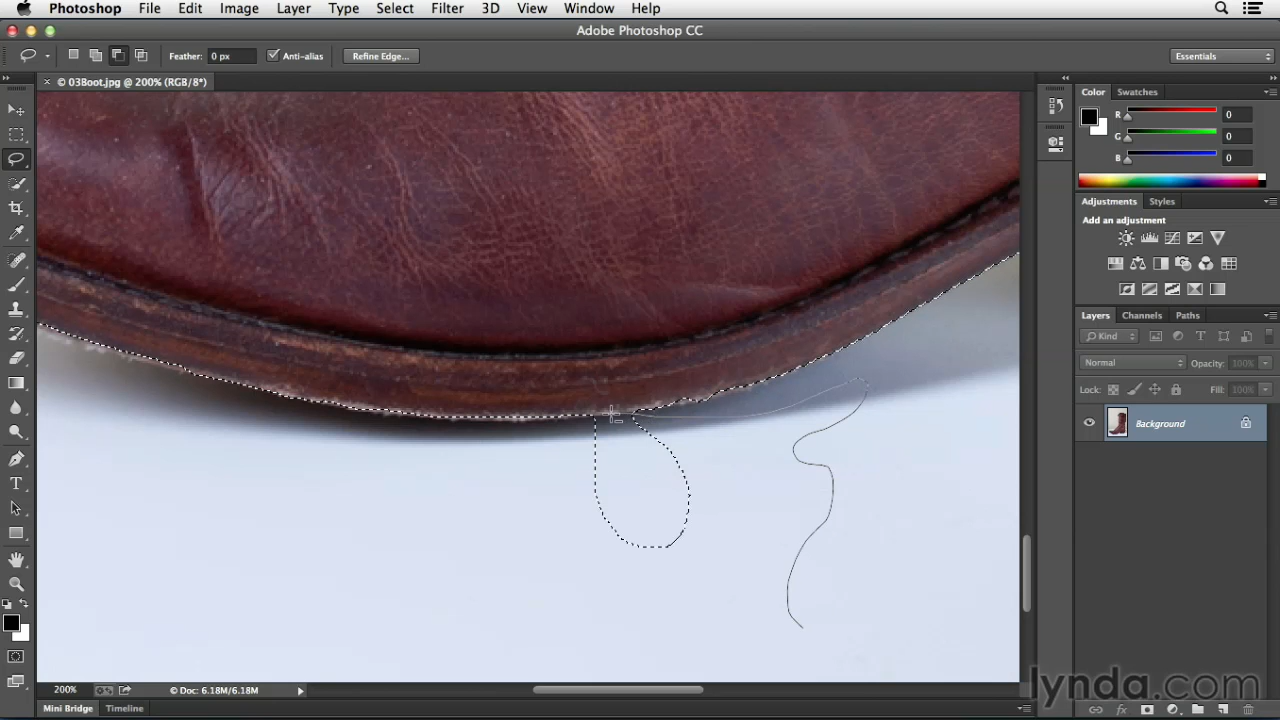 Photoshop File Edit Image Layer Type Select Filter 3D View Window Help
Adobe Photoshop CC
Feather: 0 px Anti-alias Refine Edge... Essentials
× © 03Boot.jpg @ 200% (RGB/8*)
Color Swatches
R 0
G 0
B 0
Adjustments Styles
Add an adjustment
Layers Channels Paths
Kind
Normal Opacity: 100%
Lock: Fill: 100%
Background
200% © Doc: 6.18M/6.18M
lynda.com
Mini Bridge Timeline